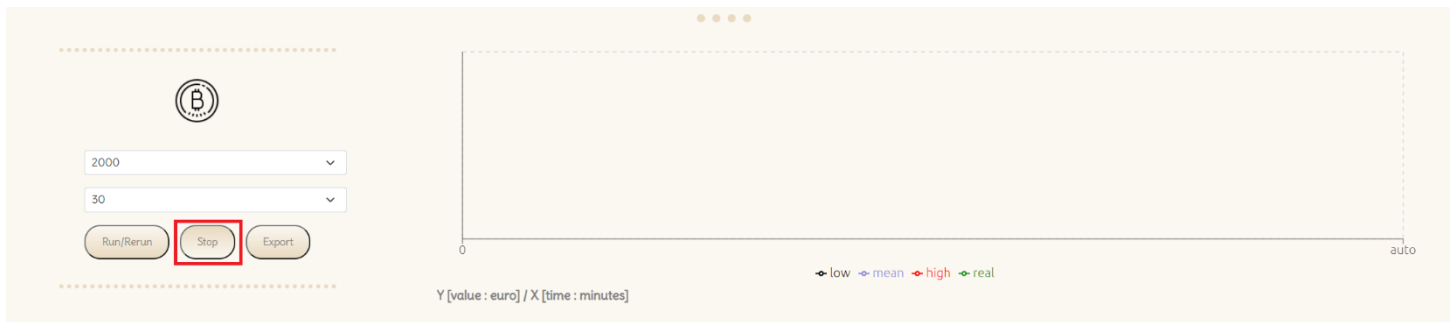 2000
30
Run/Rerun Stop Export
0 auto
low mean high real
Y [value : euro] / X [time : minutes]